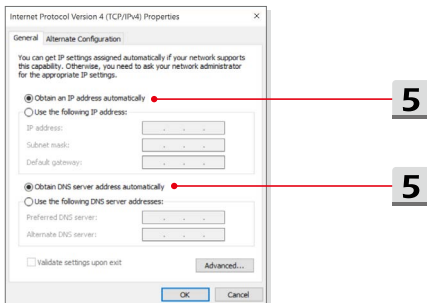 Internet Protocol Version 4 (TCP/IPv4) Properties
General
Alternate Configuration
You can get IP settings assigned automatically if your network supports
this capability. Otherwise, you need to ask your network administrator
for the appropriate IP settings.
Obtain an IP address automatically
5
Use the following IP address:
IP address:
Subnet mask:
Default gateway:
Obtain DNS server address automatically
5
Use the following DNS server addresses:
Preferred DNS server:
Alternate DNS server:
Validate settings upon exit
Advanced...
OK
Cancel